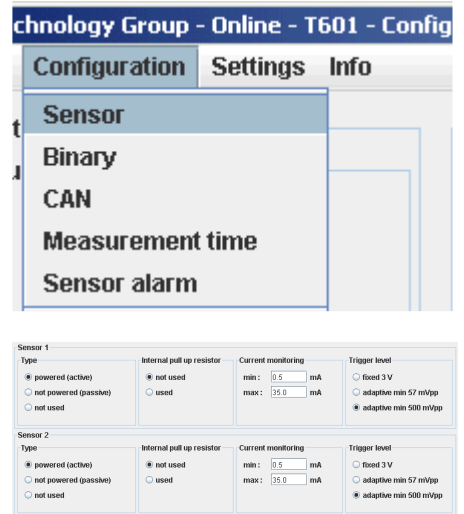 chnology Group - Online - T601 - Config
Configuration Settings Info
Sensor
Binary
CAN
Measurement time
Sensor alarm
Sensor 1
Type Internal pull up resistor Current monitoring Trigger level
powered (active) not used min : 0.5 mA fixed 3 V
not powered (passive) used max : 35.0 mA adaptive min 57 mVpp
not used adaptive min 500 mVpp
Sensor 2
Type Internal pull up resistor Current monitoring Trigger level
powered (active) not used min : 0.5 mA fixed 3 V
not powered (passive) used max : 35.0 mA adaptive min 57 mVpp
not used adaptive min 500 mVpp